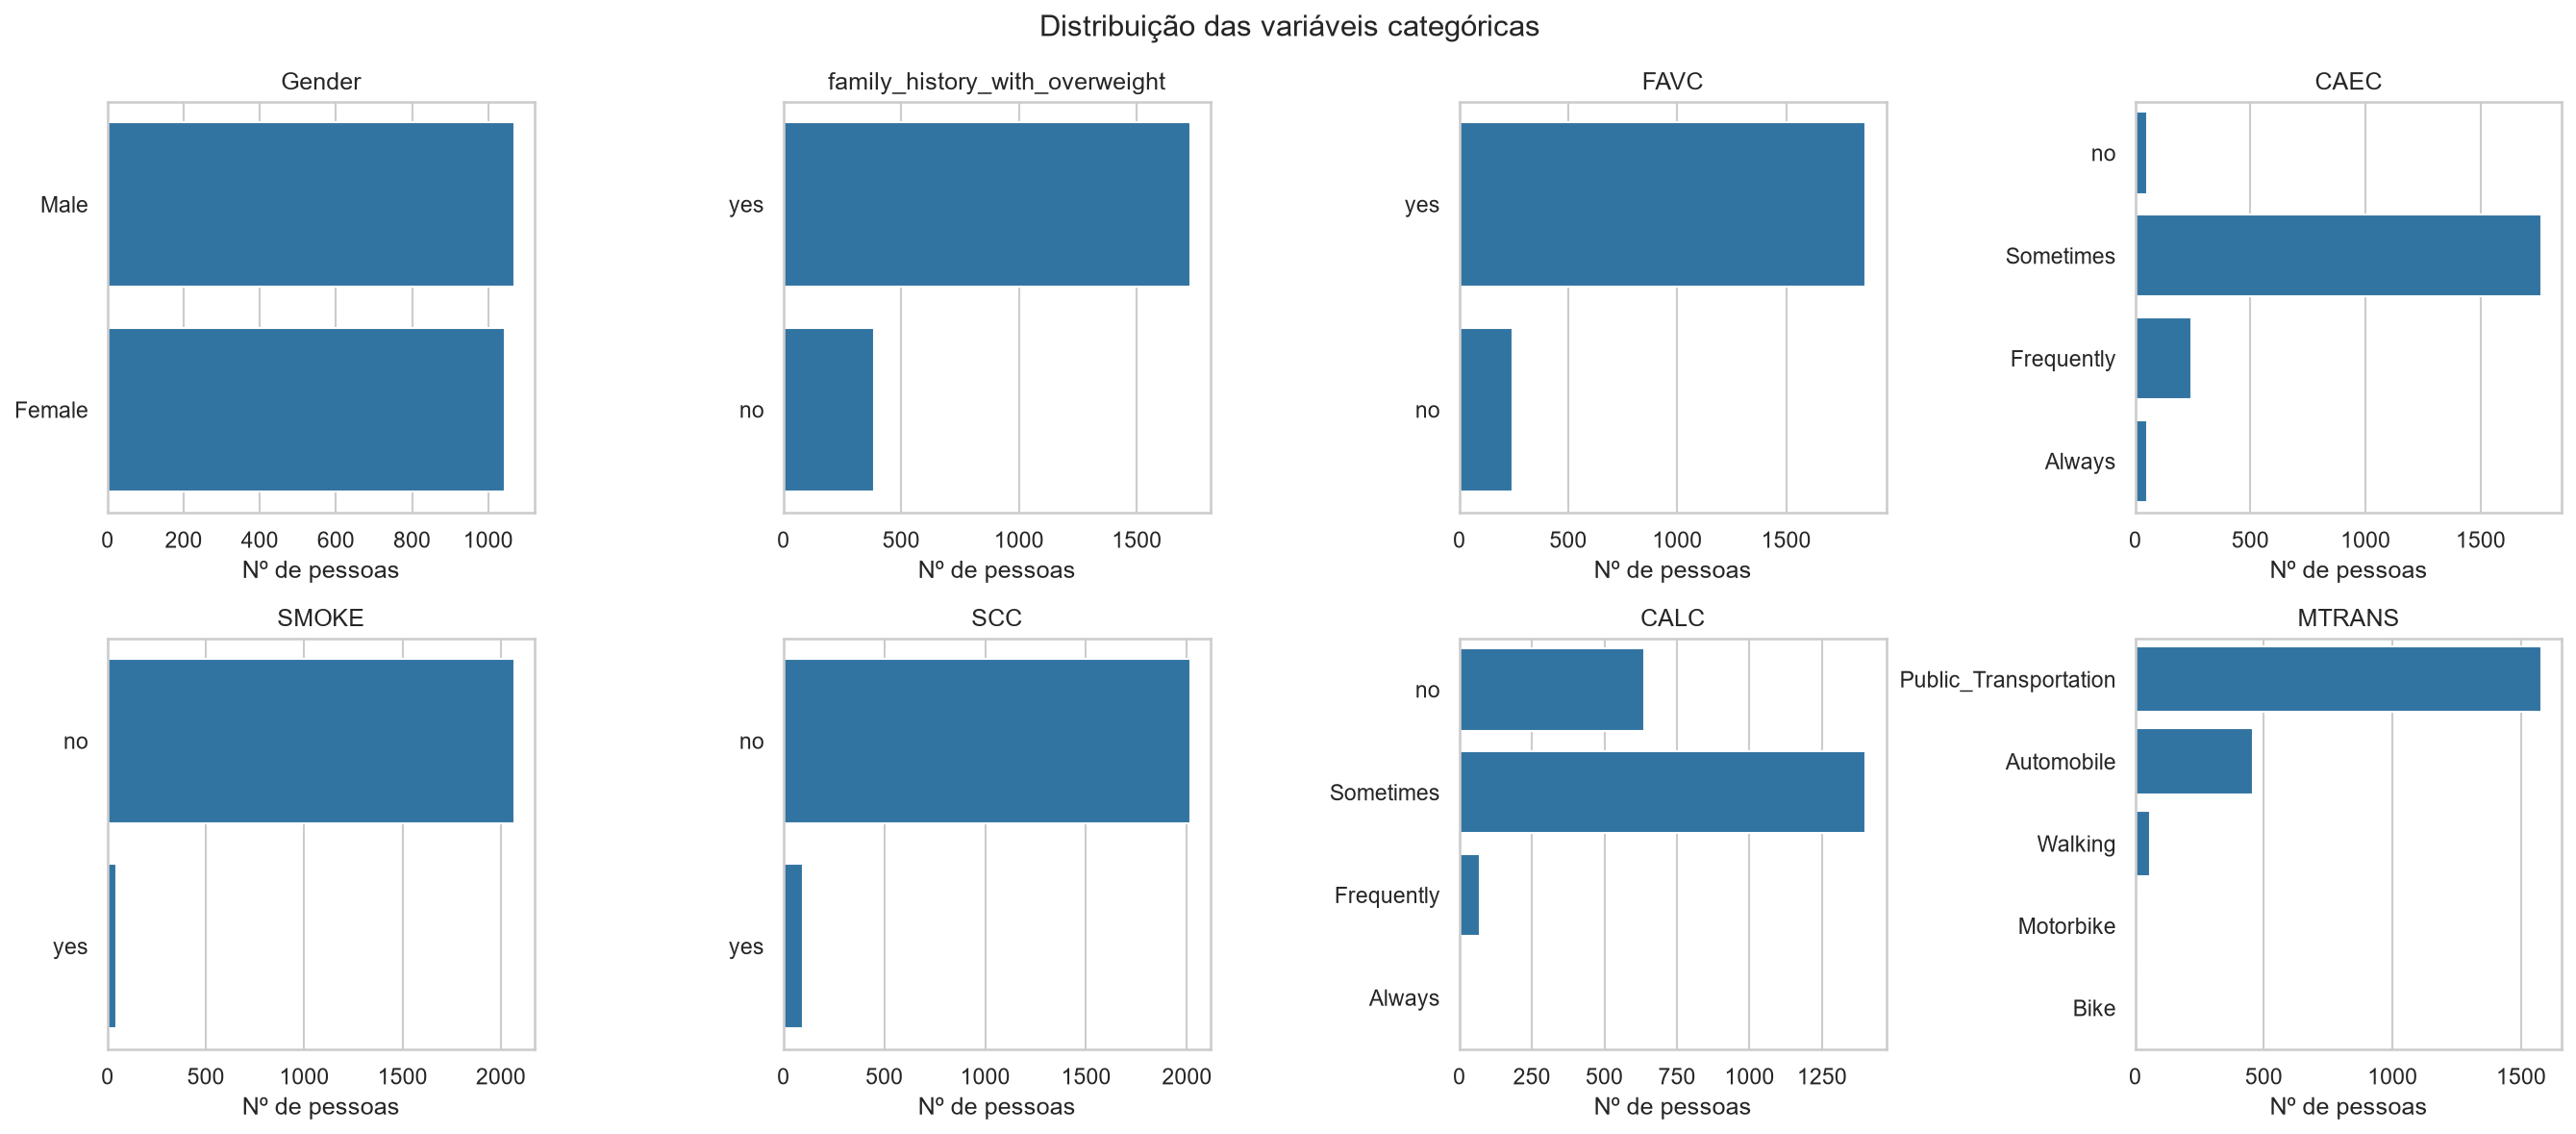 Distribuição das variáveis categóricas
Gender
Male
Female
0 200 400 600 800 1000
Nº de pessoas
family_history_with_overweight
yes
no
0 500 1000 1500
Nº de pessoas
FAVC
yes
no
0 500 1000 1500
Nº de pessoas
CAEC
no
Sometimes
Frequently
Always
0 500 1000 1500
Nº de pessoas
SMOKE
no
yes
0 500 1000 1500 2000
Nº de pessoas
SCC
no
yes
0 500 1000 1500 2000
Nº de pessoas
CALC
no
Sometimes
Frequently
Always
0 250 500 750 1000 1250
Nº de pessoas
MTRANS
Public_Transportation
Automobile
Walking
Motorbike
Bike
0 500 1000 1500
Nº de pessoas